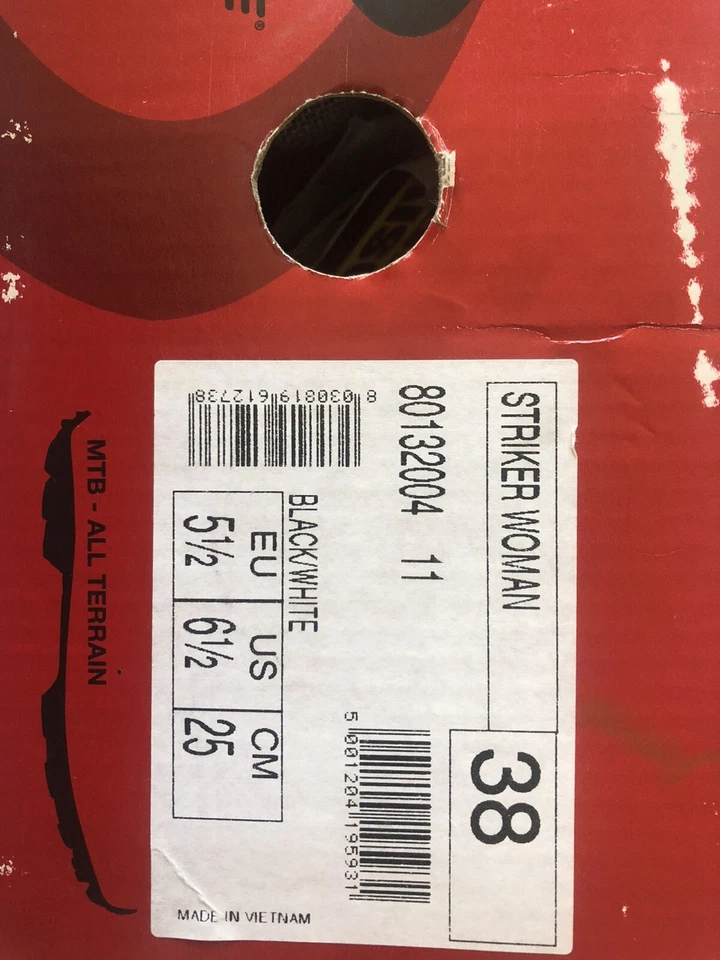 STRIKER WOMAN
38
80132004 11
8 030819 612738
5 001204 195931
BLACK/WHITE
EU US CM
5½ 6½ 25
MADE IN VIETNAM
MTB - ALL TERRAIN